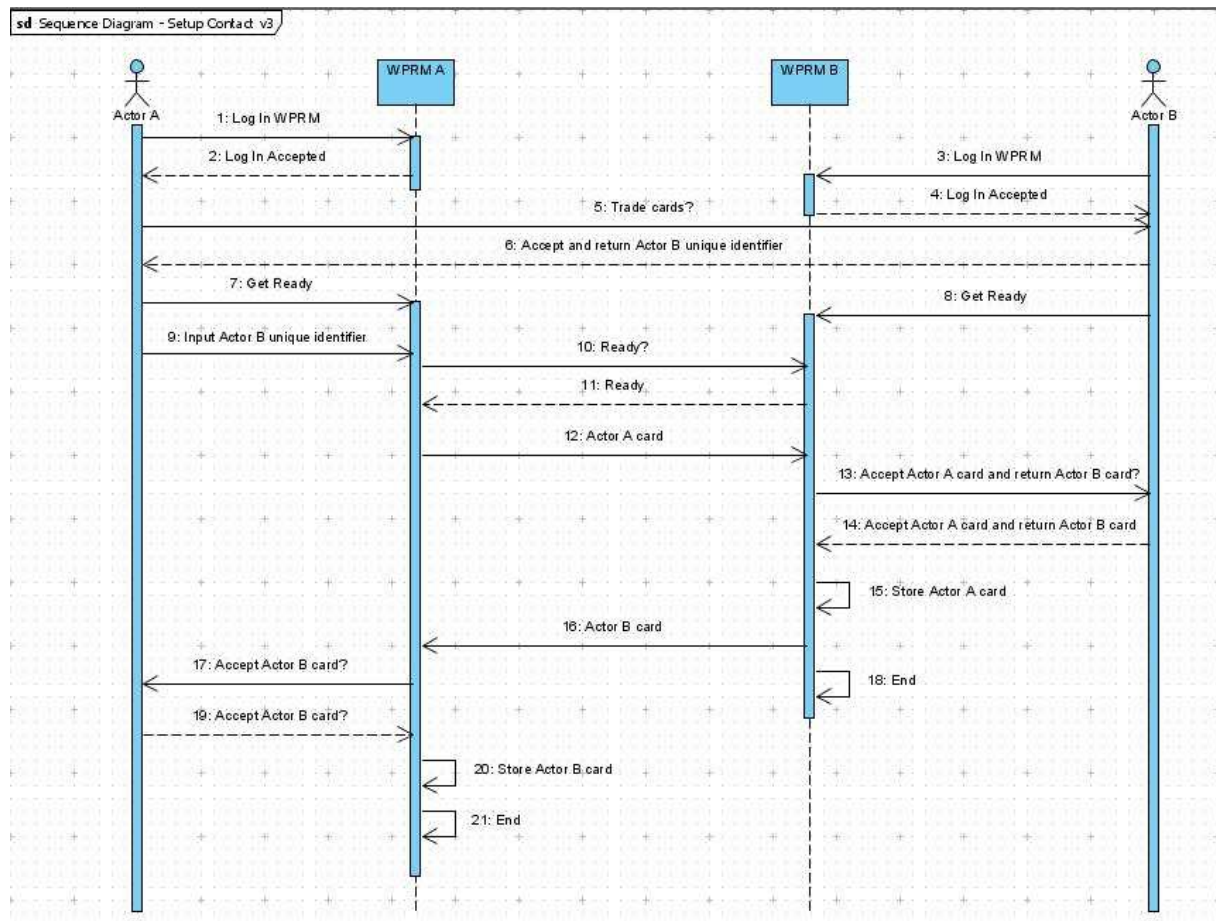 sd Sequence Diagram - Setup Contact v3
WPRM A
WPRM B
Actor A
Actor B
1: Log In WPRM
2: Log In Accepted
3: Log In WPRM
4: Log In Accepted
5: Trade cards?
6: Accept and return Actor B unique identifier
7: Get Ready
8: Get Ready
9: Input Actor B unique identifier
10: Ready?
11: Ready
12: Actor A card
13: Accept Actor A card and return Actor B card?
14: Accept Actor A card and return Actor B card
15: Store Actor A card
16: Actor B card
17: Accept Actor B card?
18: End
19: Accept Actor B card?
20: Store Actor B card
21: End